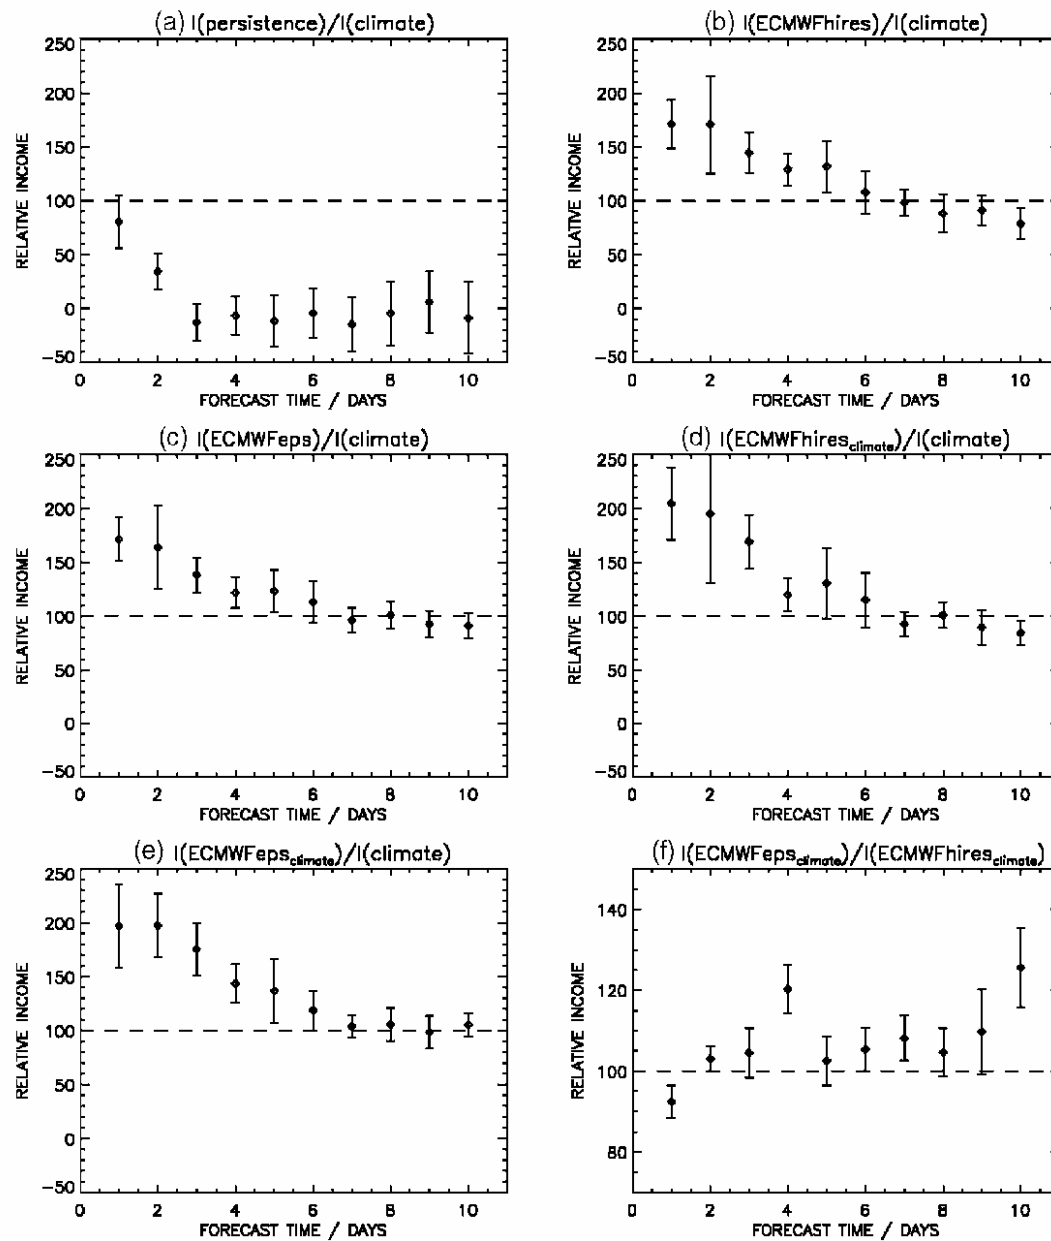 (a) I(persistence)/I(climate)
250
200
150
100
50
0
-50
RELATIVE INCOME
0 2 4 6 8 10
FORECAST TIME / DAYS
(b) I(ECMWFhires)/I(climate)
250
200
150
100
50
0
-50
RELATIVE INCOME
0 2 4 6 8 10
FORECAST TIME / DAYS
(c) I(ECMWFeps)/I(climate)
250
200
150
100
50
0
-50
RELATIVE INCOME
0 2 4 6 8 10
FORECAST TIME / DAYS
(d) I(ECMWFhiresclimate)/I(climate)
250
200
150
100
50
0
-50
RELATIVE INCOME
0 2 4 6 8 10
FORECAST TIME / DAYS
(e) I(ECMWFepsclimate)/I(climate)
250
200
150
100
50
0
-50
RELATIVE INCOME
0 2 4 6 8 10
FORECAST TIME / DAYS
(f) I(ECMWFepsclimate)/I(ECMWFhiresclimate)
140
120
100
80
RELATIVE INCOME
0 2 4 6 8 10
FORECAST TIME / DAYS